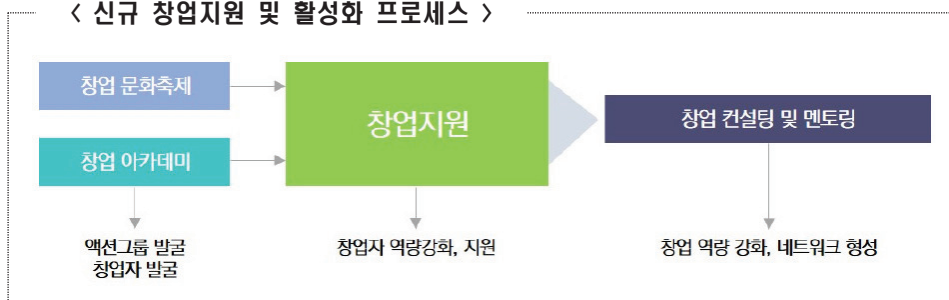 < 신규 창업지원 및 활성화 프로세스 >
창업 문화축제
창업 아카데미
창업지원
창업 컨설팅 및 멘토링
액션그룹 발굴
창업자 발굴
창업자 역량강화, 지원
창업 역량 강화, 네트워크 형성